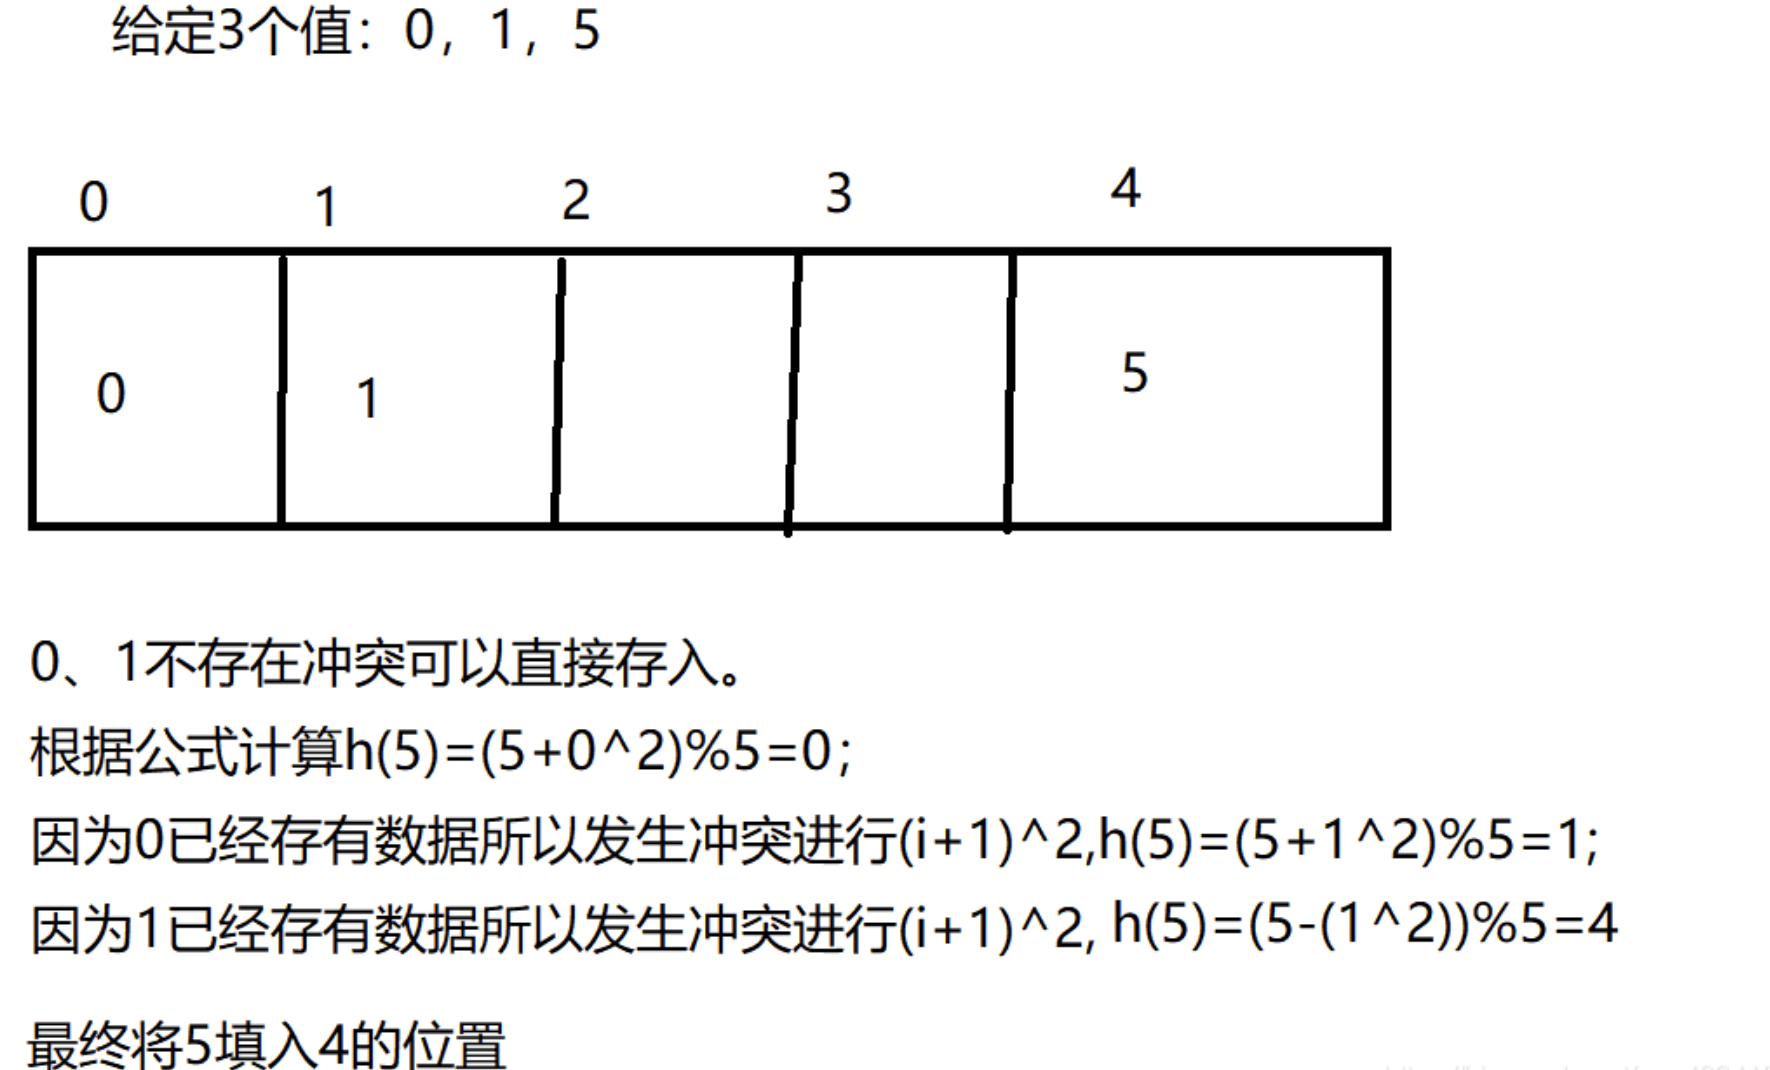 给定3个值：0，1，5
0 1 2 3 4
0 1 5
0、1不存在冲突可以直接存入。
根据公式计算h(5)=(5+0^2)%5=0；
因为0已经存有数据所以发生冲突进行(i+1)^2,h(5)=(5+1^2)%5=1;
因为1已经存有数据所以发生冲突进行(i+1)^2, h(5)=(5-(1^2))%5=4
最终将5填入4的位置